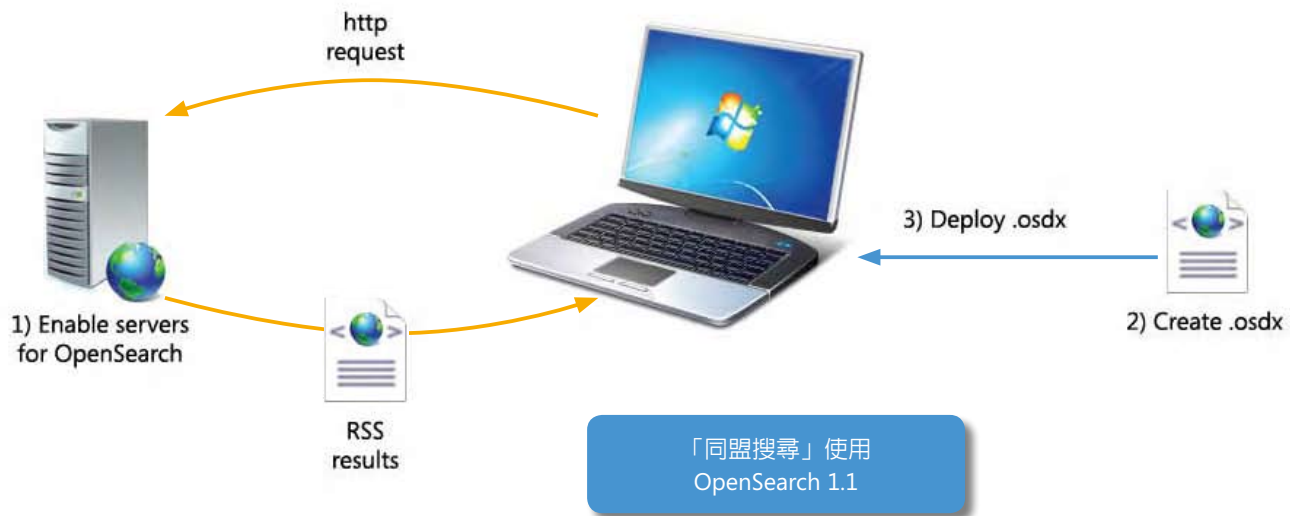 http
request
3) Deploy .osdx
1) Enable servers
for OpenSearch
2) Create .osdx
RSS
results
「同盟搜尋」使用
OpenSearch 1.1